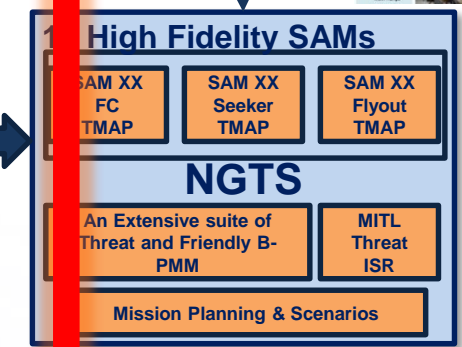 1 High Fidelity SAMs
SAM XX
FC
TMAP
SAM XX
Seeker
TMAP
SAM XX
Flyout
TMAP
NGTS
An Extensive suite of
Threat and Friendly B-
PMM
MITL
Threat
ISR
Mission Planning & Scenarios